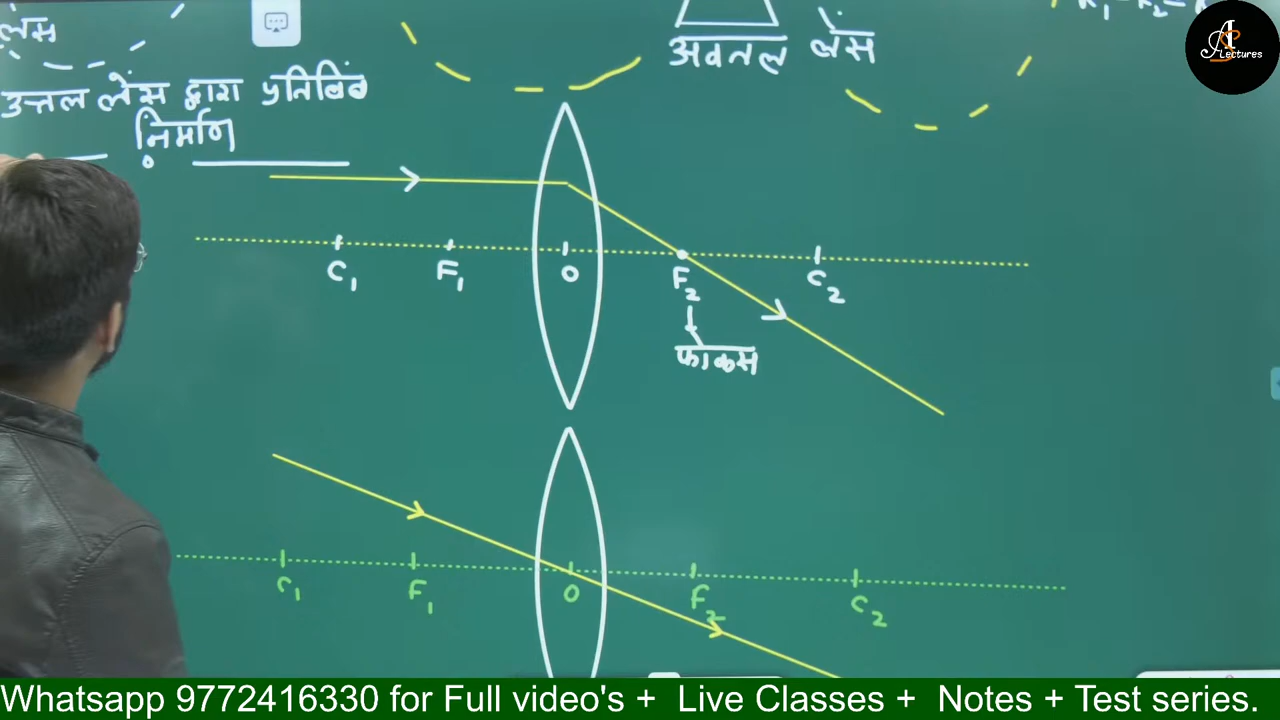 लेंस
अवतल लेंस
उत्तल लेंस द्वारा प्रतिबिंब
निर्माण
AS
Lectures
C1 F1 O F2 C2
फोकस
C1 F1 O F2 C2
Whatsapp 9772416330 for Full video's + Live Classes + Notes + Test series.